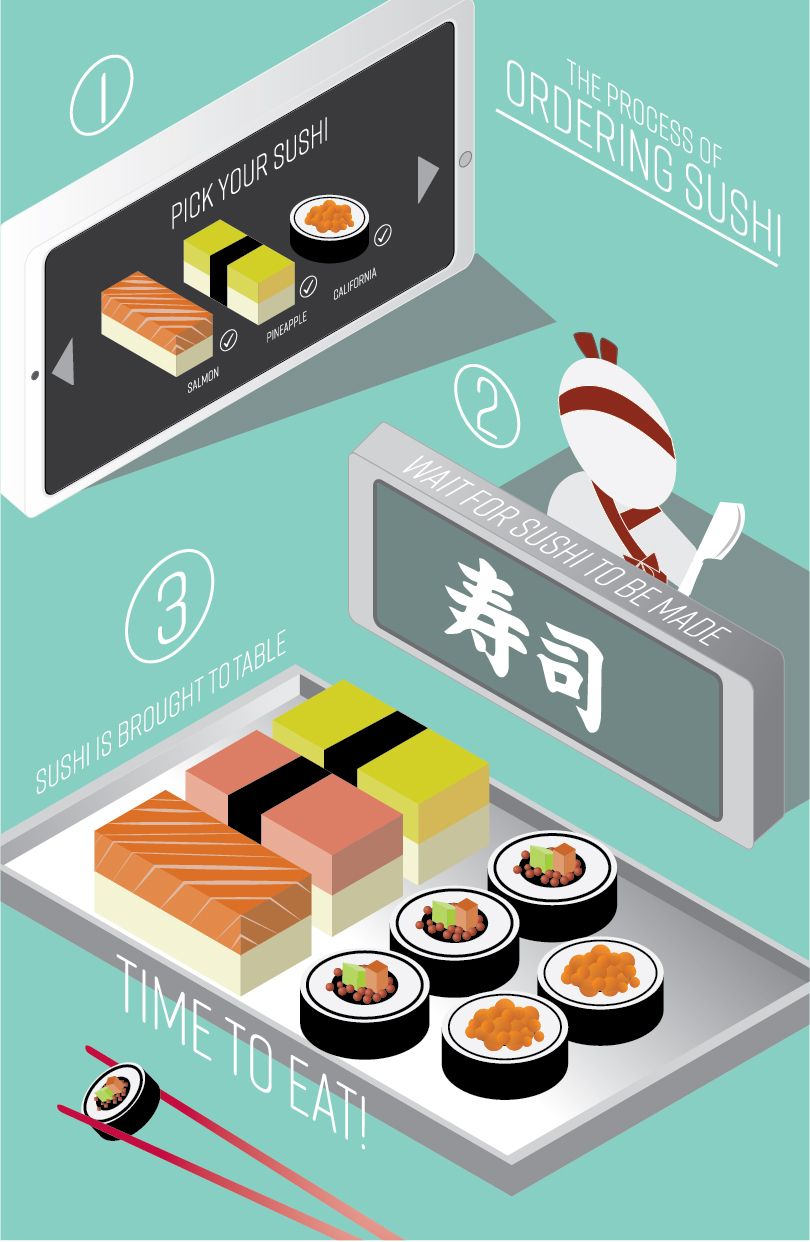 THE PROCESS OF
ORDERING SUSHI
1
PICK YOUR SUSHI
SALMON
PINEAPPLE
CALIFORNIA
2
WAIT FOR SUSHI TO BE MADE
寿司
3
SUSHI IS BROUGHT TO TABLE
TIME TO EAT!